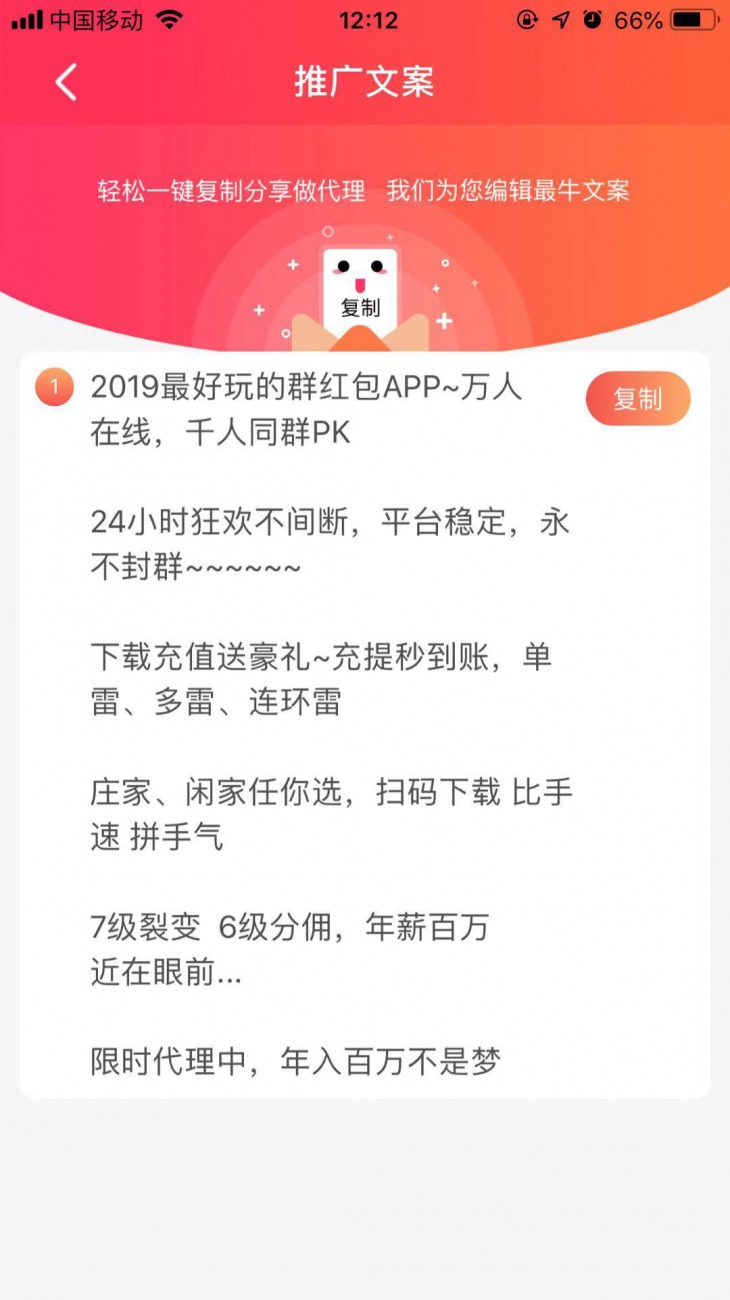 中国移动 12:12 66%
推广文案
轻松一键复制分享做代理 我们为您编辑最牛文案
复制
1 2019最好玩的群红包APP~万人 复制
在线，千人同群PK
24小时狂欢不间断，平台稳定，永
不封群~~~~~~
下载充值送豪礼~充提秒到账，单
雷、多雷、连环雷
庄家、闲家任你选，扫码下载 比手
速 拼手气
7级裂变 6级分佣，年薪百万
近在眼前...
限时代理中，年入百万不是梦